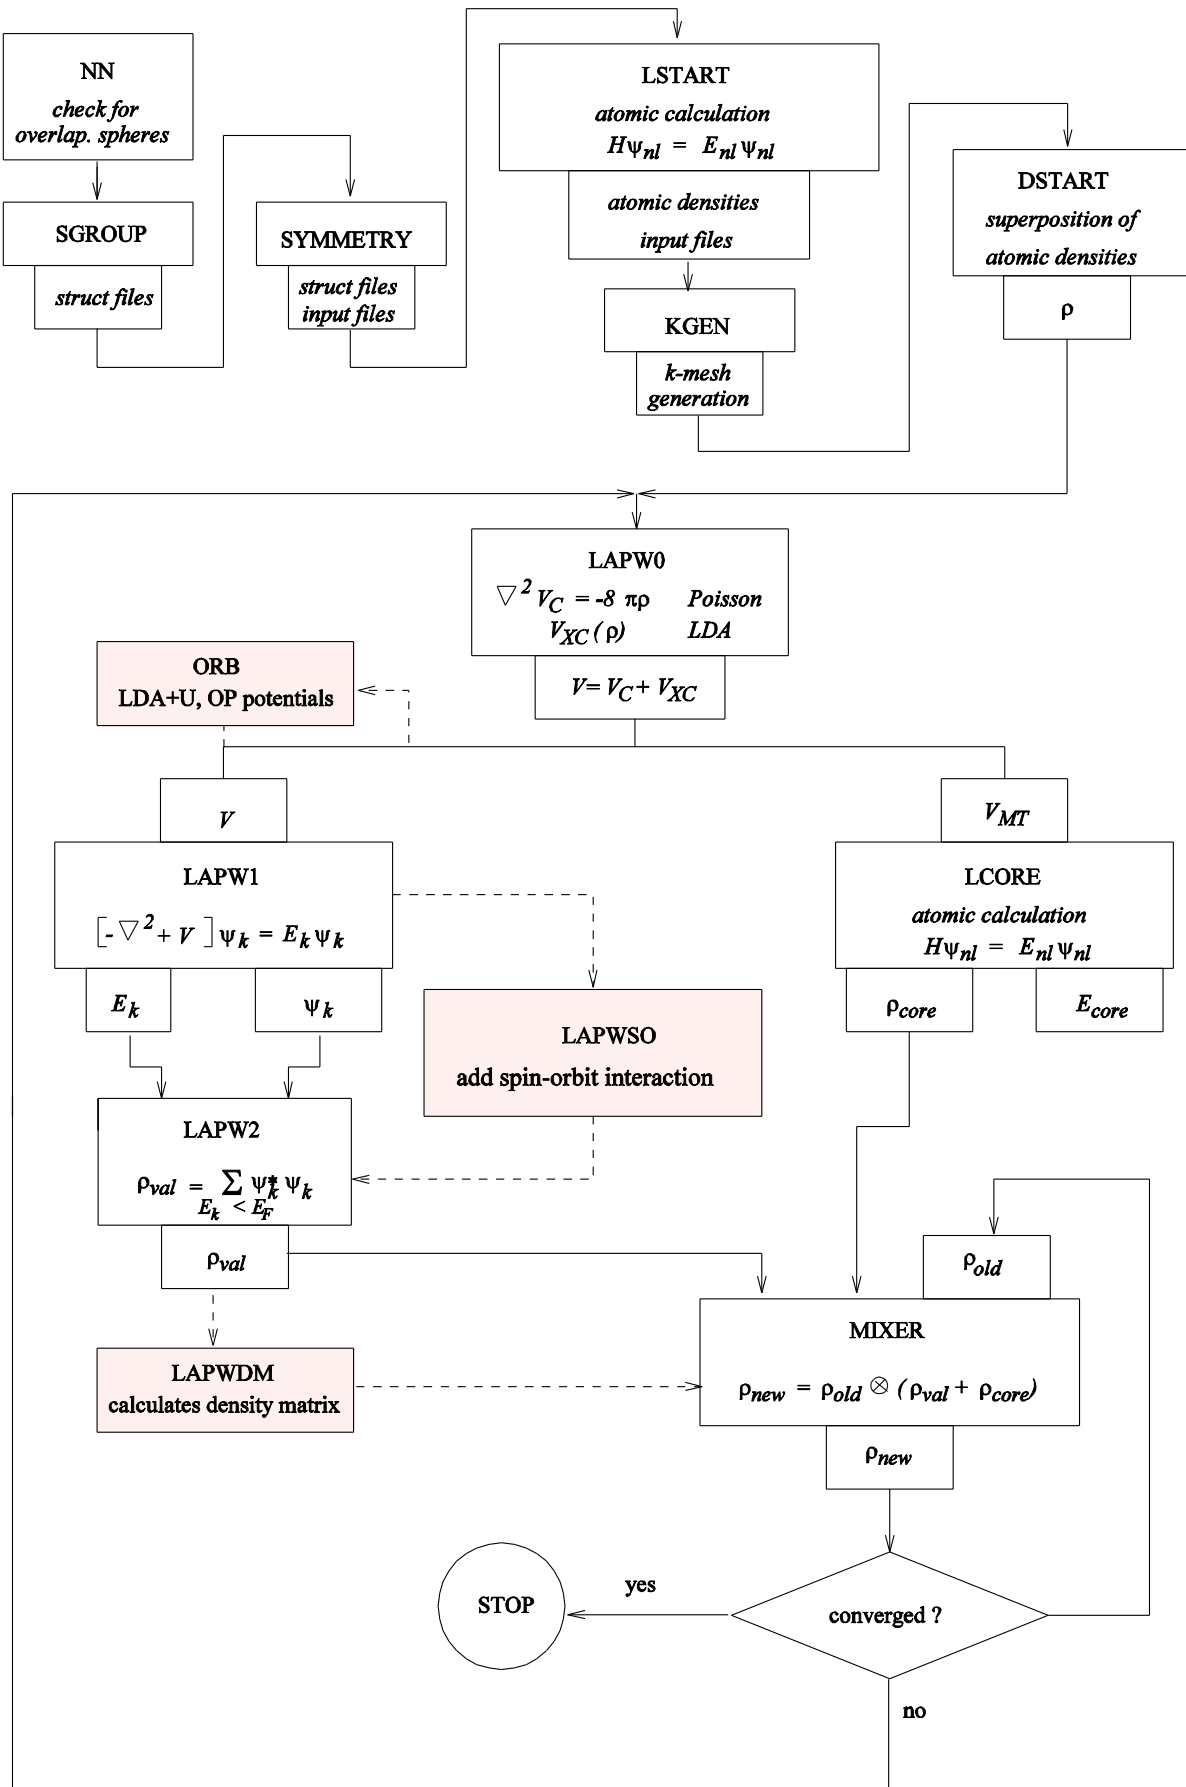 NN
check for
overlap. spheres
SGROUP
struct files
SYMMETRY
struct files
input files
LSTART
atomic calculation
Hψnl = Enl ψnl
atomic densities
input files
KGEN
k-mesh
generation
DSTART
superposition of
atomic densities
ρ
LAPW0
▽² VC = -8 πρ Poisson
VXC (ρ) LDA
V= VC + VXC
ORB
LDA+U, OP potentials
V
VMT
LAPW1
[- ▽² + V ] ψk = Ek ψk
Ek
ψk
LCORE
atomic calculation
Hψnl = Enl ψnl
ρcore
Ecore
LAPWSO
add spin-orbit interaction
LAPW2
ρval = Σ ψ*k ψk
Ek < EF
ρval
LAPWDM
calculates density matrix
ρold
MIXER
ρnew = ρold ⊗ (ρval + ρcore)
ρnew
converged ?
yes
STOP
no